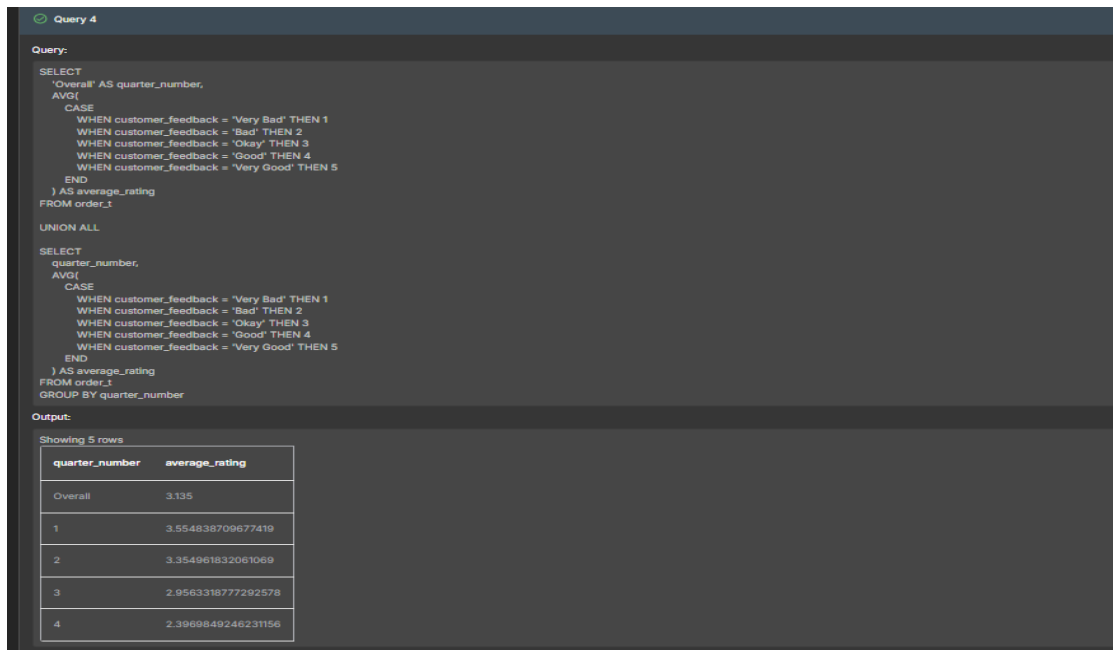 Query 4
Query:
SELECT
'Overall' AS quarter_number,
AVG(
CASE
WHEN customer_feedback = 'Very Bad' THEN 1
WHEN customer_feedback = 'Bad' THEN 2
WHEN customer_feedback = 'Okay' THEN 3
WHEN customer_feedback = 'Good' THEN 4
WHEN customer_feedback = 'Very Good' THEN 5
END
) AS average_rating
FROM order_t
UNION ALL
SELECT
quarter_number,
AVG(
CASE
WHEN customer_feedback = 'Very Bad' THEN 1
WHEN customer_feedback = 'Bad' THEN 2
WHEN customer_feedback = 'Okay' THEN 3
WHEN customer_feedback = 'Good' THEN 4
WHEN customer_feedback = 'Very Good' THEN 5
END
) AS average_rating
FROM order_t
GROUP BY quarter_number
Output:
Showing 5 rows
quarter_number average_rating
Overall 3.135
1 3.554838709677419
2 3.354961832061069
3 2.9563318777292578
4 2.3969849246231156